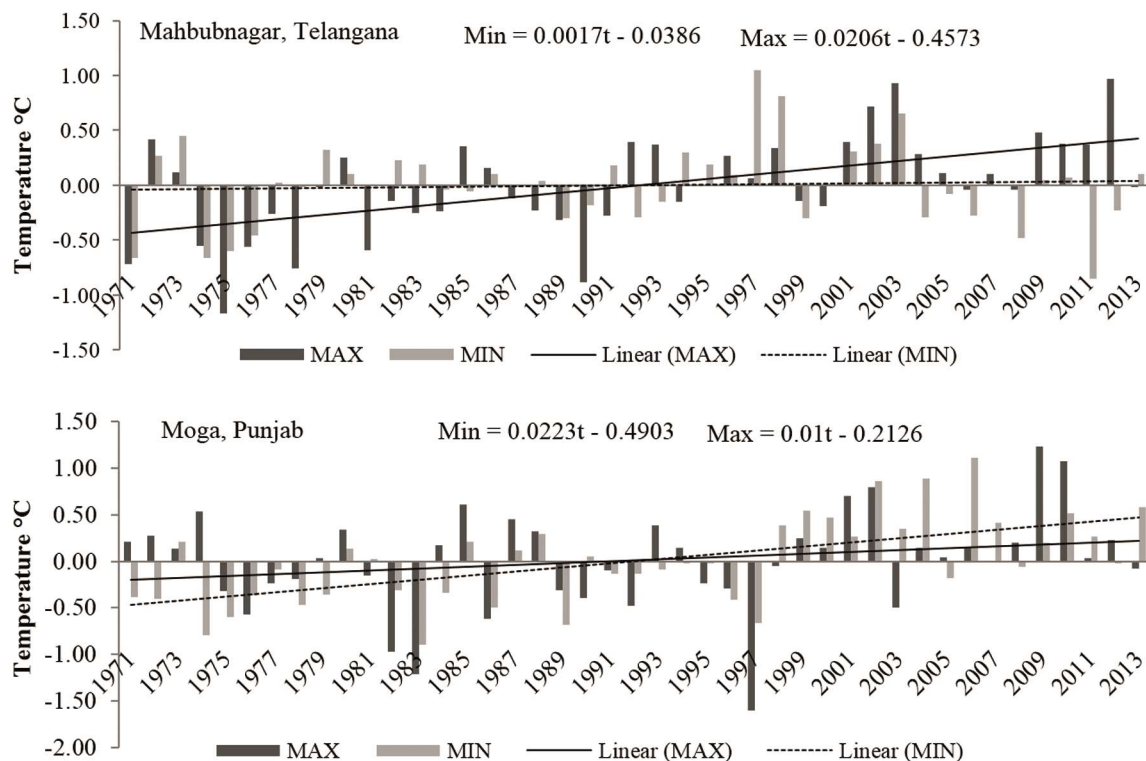 Mahbubnagar, Telangana Min = 0.0017t - 0.0386 Max = 0.0206t - 0.4573
Temperature °C
1.50
1.00
0.50
0.00
-0.50
-1.00
-1.50
1971 1973 1975 1977 1979 1981 1983 1985 1987 1989 1991 1993 1995 1997 1999 2001 2003 2005 2007 2009 2011 2013
MAX MIN Linear (MAX) Linear (MIN)
Moga, Punjab Min = 0.0223t - 0.4903 Max = 0.01t - 0.2126
Temperature °C
1.50
1.00
0.50
0.00
-0.50
-1.00
-1.50
-2.00
1971 1973 1975 1977 1979 1981 1983 1985 1987 1989 1991 1993 1995 1997 1999 2001 2003 2005 2007 2009 2011 2013
MAX MIN Linear (MAX) Linear (MIN)